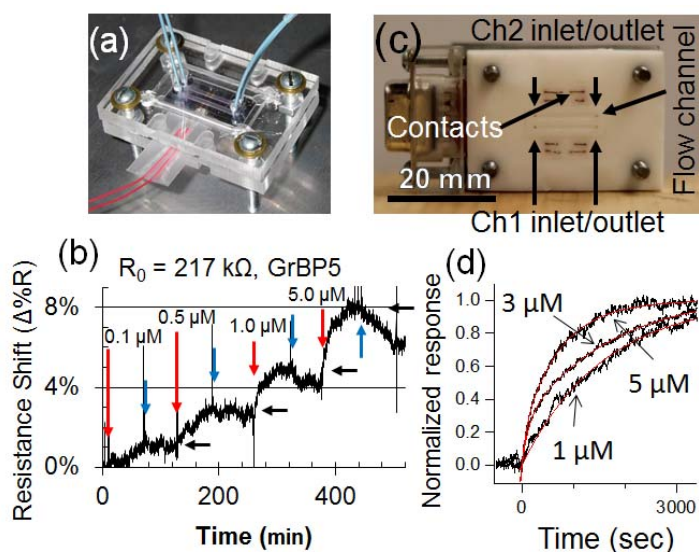 (a)
(c)
Ch2 inlet/outlet
Contacts
Flow channel
20 mm
Ch1 inlet/outlet
(b)
R₀ = 217 kΩ, GrBP5
Resistance Shift (Δ%R)
8%
4%
0%
0.1 µM
0.5 µM
1.0 µM
5.0 µM
0
200
400
Time (min)
(d)
Normalized response
1.0
0.8
0.6
0.4
0.2
0.0
3 µM
5 µM
1 µM
0
3000
Time (sec)